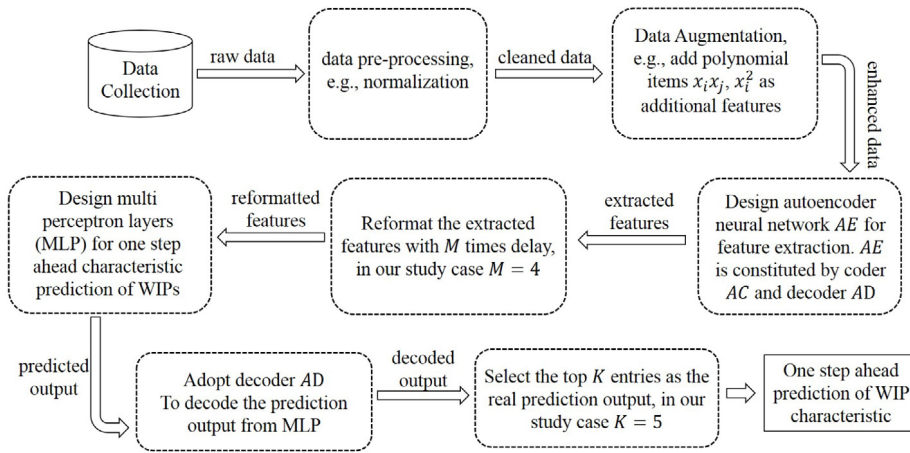 Data
Collection
raw data
data pre-processing,
e.g., normalization
cleaned data
Data Augmentation,
e.g., add polynomial
items xᵢxⱼ, xᵢ² as
additional features
enhanced data
Design autoencoder
neural network AE for
feature extraction. AE
is constituted by coder
AC and decoder AD
extracted
features
Reformat the extracted
features with M times delay,
in our study case M = 4
reformatted
features
Design multi
perceptron layers
(MLP) for one step
ahead characteristic
prediction of WIPs
predicted
output
Adopt decoder AD
To decode the prediction
output from MLP
decoded
output
Select the top K entries as the
real prediction output, in our
study case K = 5
One step ahead
prediction of WIP
characteristic